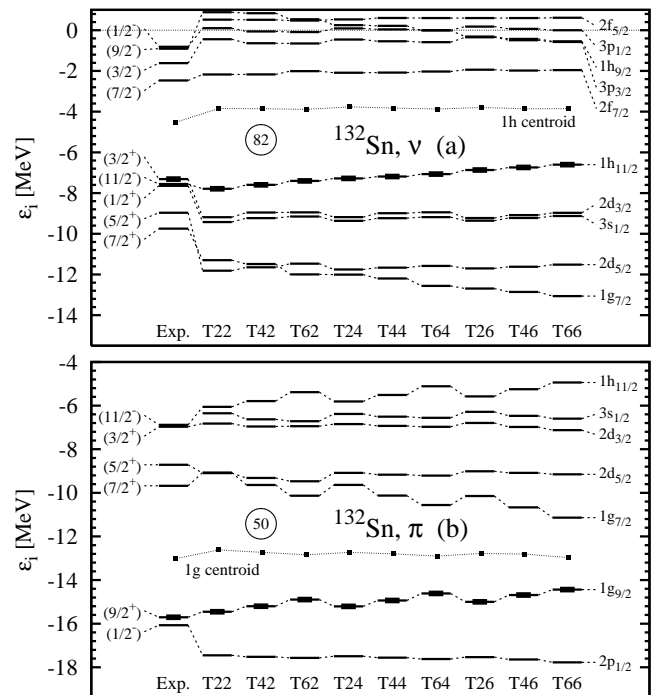 (1/2⁻)
(9/2⁻)
(3/2⁻)
(7/2⁻)
(3/2⁺)
(11/2⁻)
(1/2⁺)
(5/2⁺)
(7/2⁺)
εᵢ [MeV]
0
-2
-4
-6
-8
-10
-12
-14
82
¹³²Sn, ν (a)
1h centroid
2f₅/₂
3p₁/₂
1h₉/₂
3p₃/₂
2f₇/₂
1h₁₁/₂
2d₃/₂
3s₁/₂
2d₅/₂
1g₇/₂
Exp. T22 T42 T62 T24 T44 T64 T26 T46 T66
(11/2⁻)
(3/2⁺)
(5/2⁺)
(7/2⁺)
(9/2⁺)
(1/2⁻)
εᵢ [MeV]
-4
-6
-8
-10
-12
-14
-16
-18
50
¹³²Sn, π (b)
1g centroid
1h₁₁/₂
3s₁/₂
2d₃/₂
2d₅/₂
1g₇/₂
1g₉/₂
2p₁/₂
Exp. T22 T42 T62 T24 T44 T64 T26 T46 T66